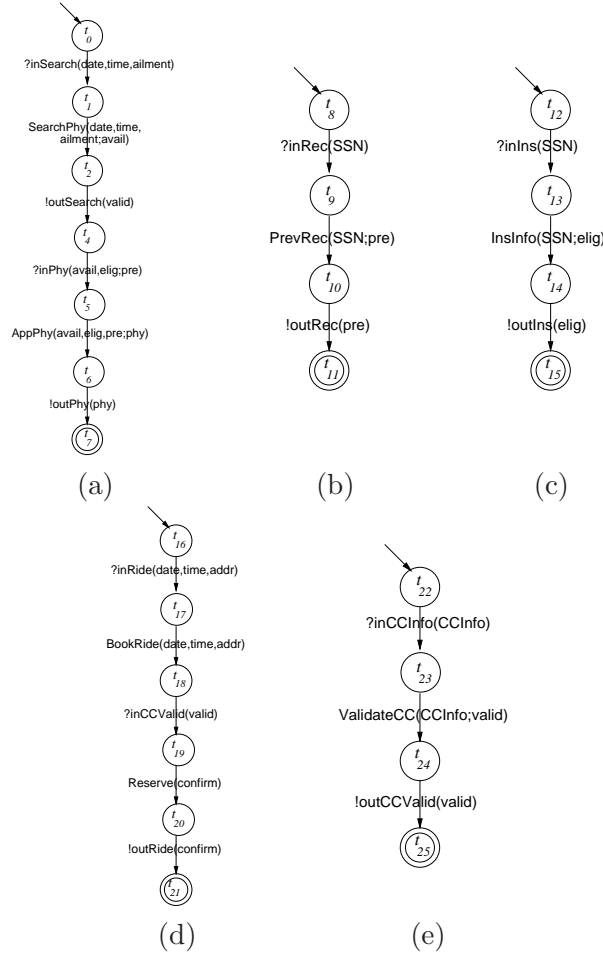 t0
?inSearch(date,time,ailment)
t1
SearchPhy(date,time,
ailment;avail)
t2
!outSearch(valid)
t4
?inPhy(avail,elig;pre)
t5
AppPhy(avail,elig,pre;phy)
t6
!outPhy(phy)
t7
(a)
t8
?inRec(SSN)
t9
PrevRec(SSN;pre)
t10
!outRec(pre)
t11
(b)
t12
?inIns(SSN)
t13
InsInfo(SSN;elig)
t14
!outIns(elig)
t15
(c)
t16
?inRide(date,time,addr)
t17
BookRide(date,time,addr)
t18
?inCCValid(valid)
t19
Reserve(confirm)
t20
!outRide(confirm)
t21
(d)
t22
?inCCInfo(CCInfo)
t23
ValidateCC(CCInfo;valid)
t24
!outCCValid(valid)
t25
(e)